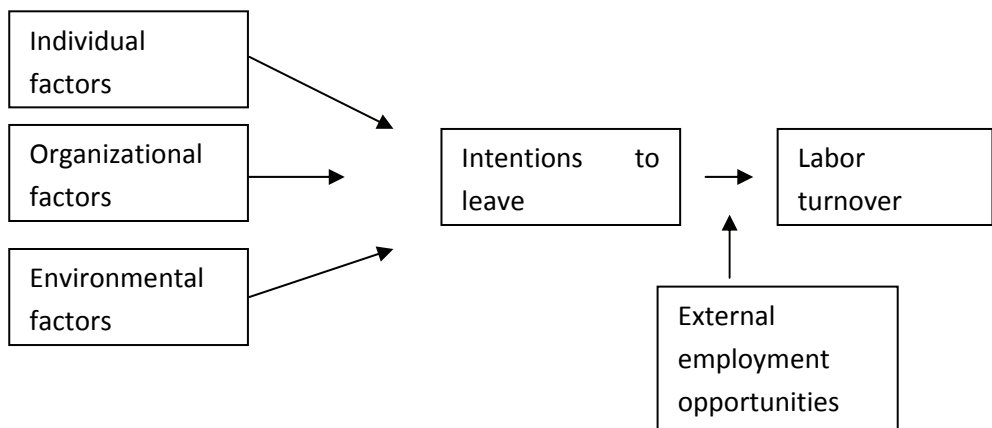 Individual
factors
Organizational
factors
Environmental
factors
Intentions to
leave
Labor
turnover
External
employment
opportunities